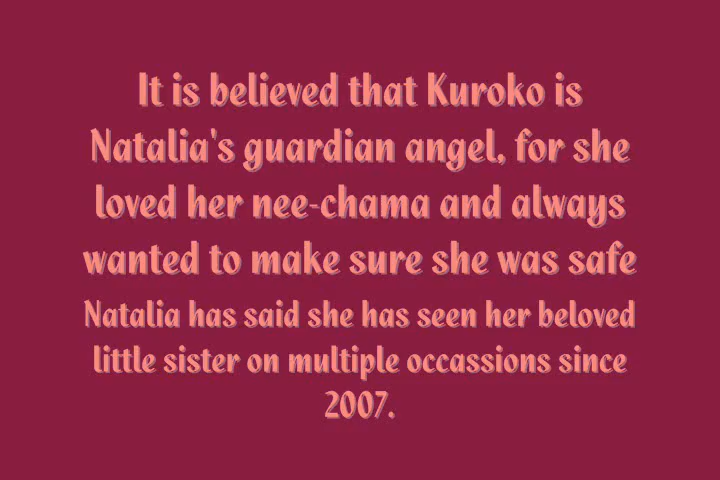 It is believed that Kuroko is
Natalia's guardian angel, for she
loved her nee-chama and always
wanted to make sure she was safe
Natalia has said she has seen her beloved
little sister on multiple occassions since
2007.